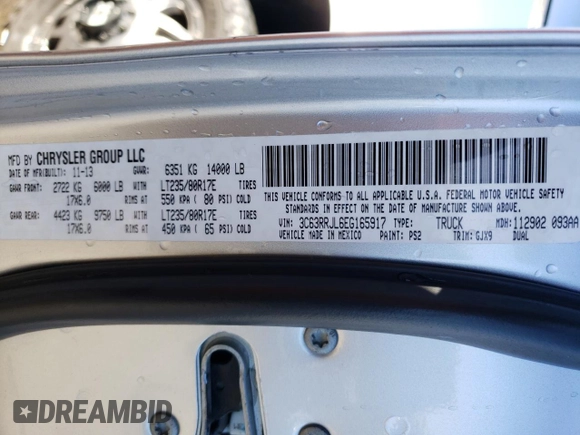 MFD BY CHRYSLER GROUP LLC
DATE OF MFR(BUILT): 11-13 GVWR: 6351 KG 14000 LB
GAWR FRONT: 2722 KG 6000 LB WITH LT235/80R17E TIRES
17X6.0 RIMS AT 550 KPA ( 80 PSI) COLD
GAWR REAR: 4423 KG 9750 LB WITH LT235/80R17E TIRES
17X6.0 RIMS AT 450 KPA ( 65 PSI) COLD
THIS VEHICLE CONFORMS TO ALL APPLICABLE U.S.A. FEDERAL MOTOR VEHICLE SAFETY
STANDARDS IN EFFECT ON THE DATE OF MANUFACTURE SHOWN ABOVE.
VIN: 3C63RRJL6EG165917 TYPE: TRUCK MDH: 112902 093AA
VEHICLE MADE IN MEXICO PAINT: PS2 TRIM: GJX9 DUAL
DREAMBID